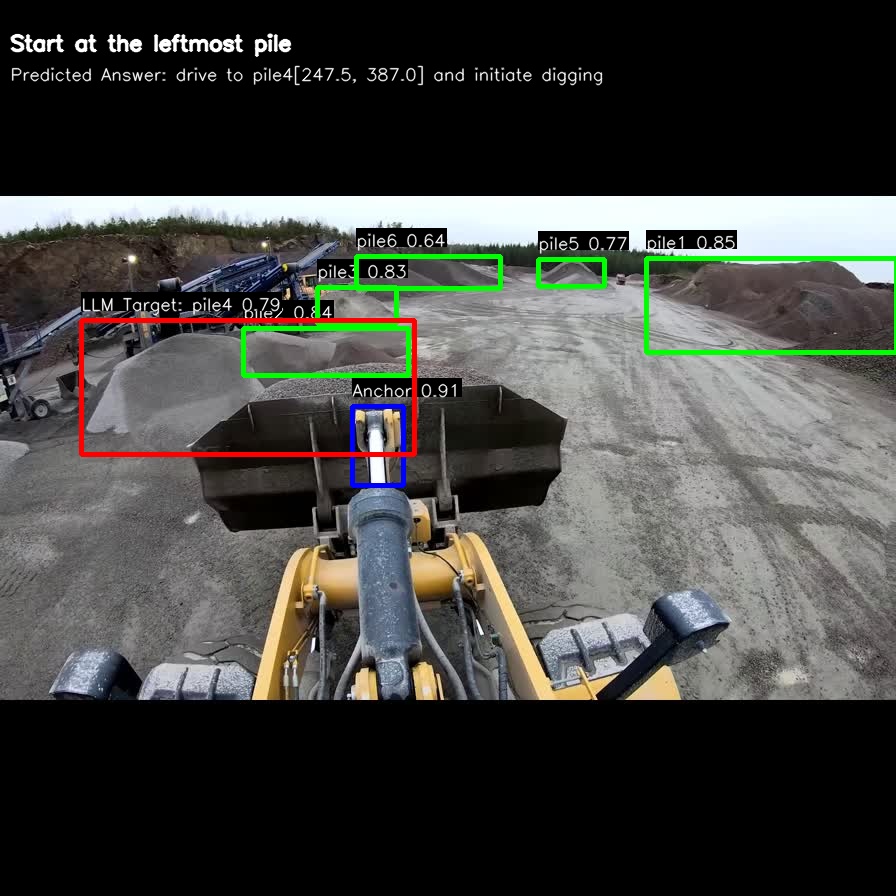 Start at the leftmost pile
Predicted Answer: drive to pile4[247.5, 387.0] and initiate digging
pile6 0.64
pile5 0.77
pile1 0.85
pile3 0.83
LLM Target: pile4 0.79
pile2 0.84
Anchor 0.91